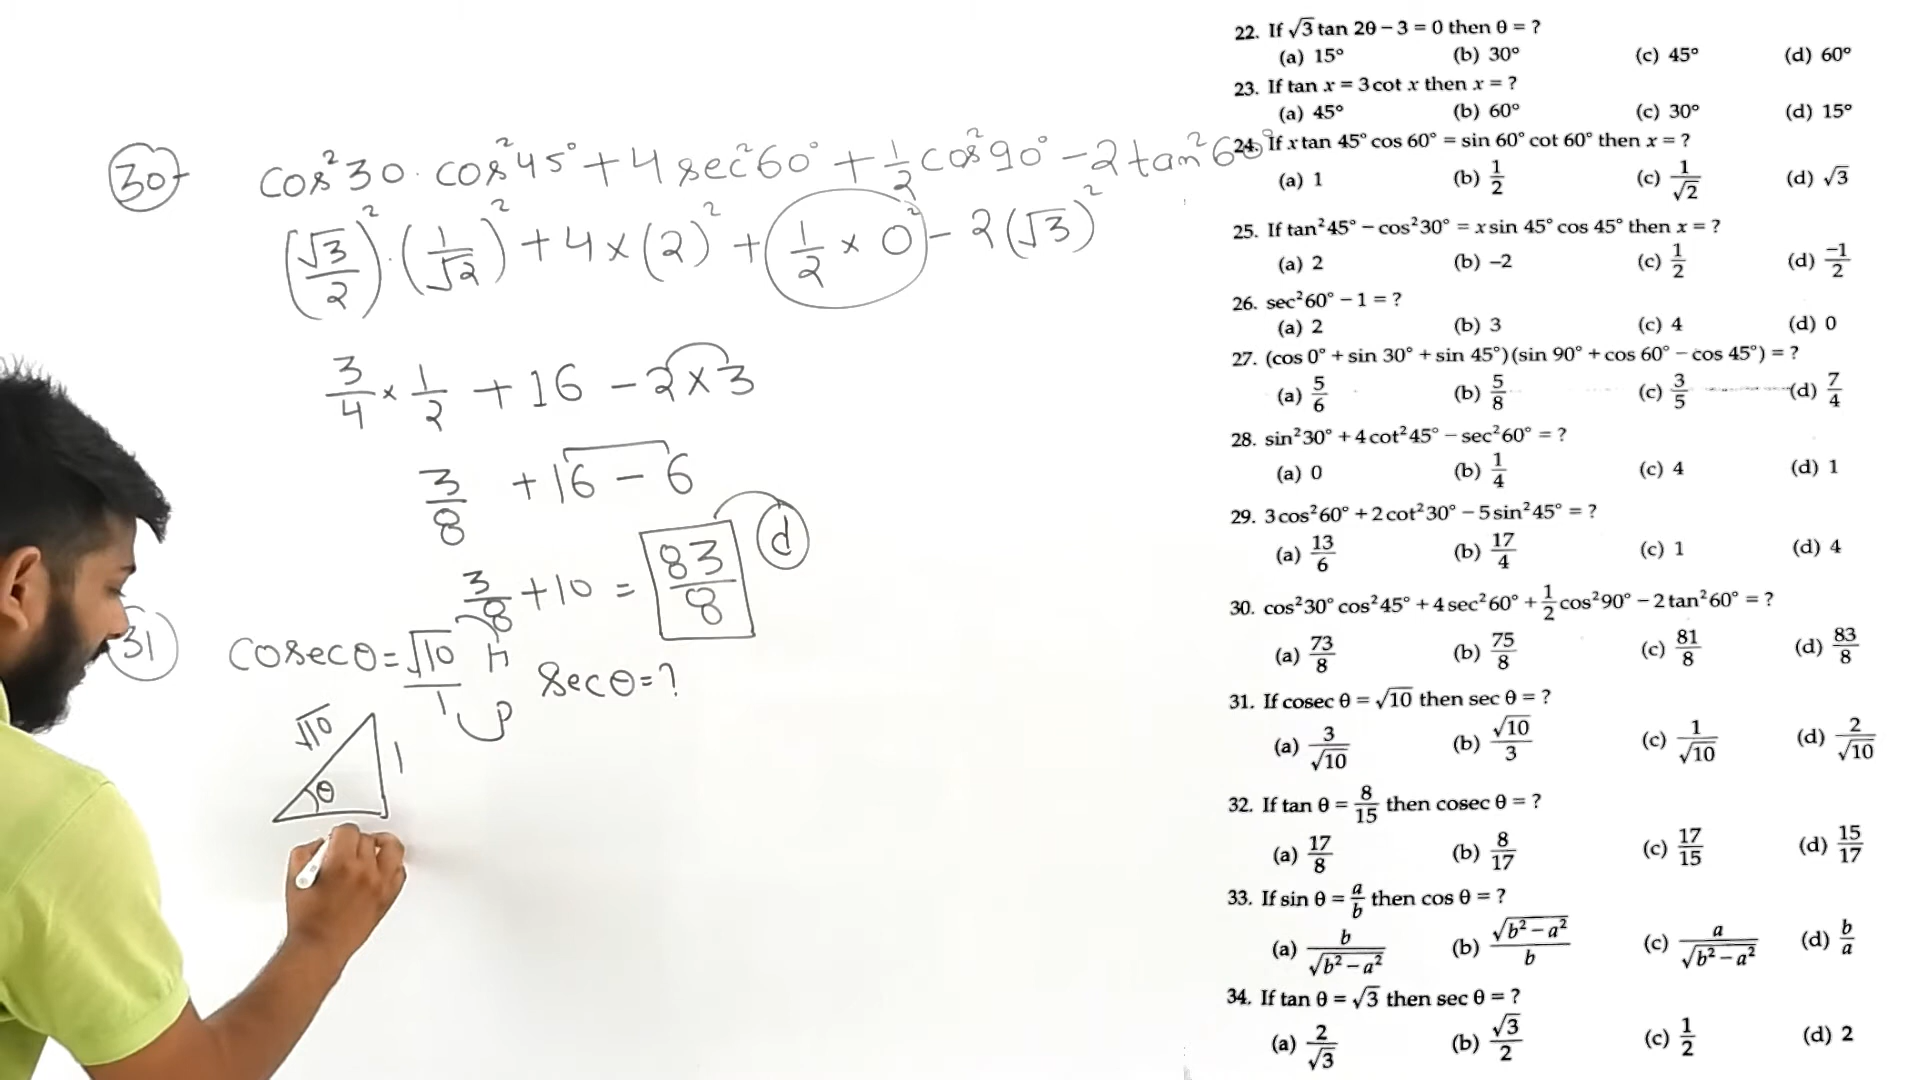 30 cos²30. cos²45° + 4 sec²60° + 1/2 cos²90° - 2 tan²60°
(√3/2)² . (1/√2)² + 4 × (2)² + 1/2 × 0² - 2(√3)²
3/4 × 1/2 + 16 - 2×3
3/8 + 16 - 6
3/8 + 10 = 83/8 d
31 cosecθ = √10/1 H/P secθ = ?
√10 1
θ
22. If √3 tan 2θ – 3 = 0 then θ = ?
(a) 15° (b) 30° (c) 45° (d) 60°
23. If tan x = 3 cot x then x = ?
(a) 45° (b) 60° (c) 30° (d) 15°
24. If x tan 45° cos 60° = sin 60° cot 60° then x = ?
(a) 1 (b) 1/2 (c) 1/√2 (d) √3
25. If tan²45° – cos²30° = x sin 45° cos 45° then x = ?
(a) 2 (b) –2 (c) 1/2 (d) –1/2
26. sec²60° – 1 = ?
(a) 2 (b) 3 (c) 4 (d) 0
27. (cos 0° + sin 30° + sin 45°)(sin 90° + cos 60° – cos 45°) = ?
(a) 5/6 (b) 5/8 (c) 3/5 (d) 7/4
28. sin²30° + 4 cot²45° – sec²60° = ?
(a) 0 (b) 1/4 (c) 4 (d) 1
29. 3 cos²60° + 2 cot²30° – 5 sin²45° = ?
(a) 13/6 (b) 17/4 (c) 1 (d) 4
30. cos²30° cos²45° + 4 sec²60° + 1/2 cos²90° – 2 tan²60° = ?
(a) 73/8 (b) 75/8 (c) 81/8 (d) 83/8
31. If cosec θ = √10 then sec θ = ?
(a) 3/√10 (b) √10/3 (c) 1/√10 (d) 2/√10
32. If tan θ = 8/15 then cosec θ = ?
(a) 17/8 (b) 8/17 (c) 17/15 (d) 15/17
33. If sin θ = a/b then cos θ = ?
(a) b/√(b² – a²) (b) √(b² – a²)/b (c) a/√(b² – a²) (d) b/a
34. If tan θ = √3 then sec θ = ?
(a) 2/√3 (b) √3/2 (c) 1/2 (d) 2